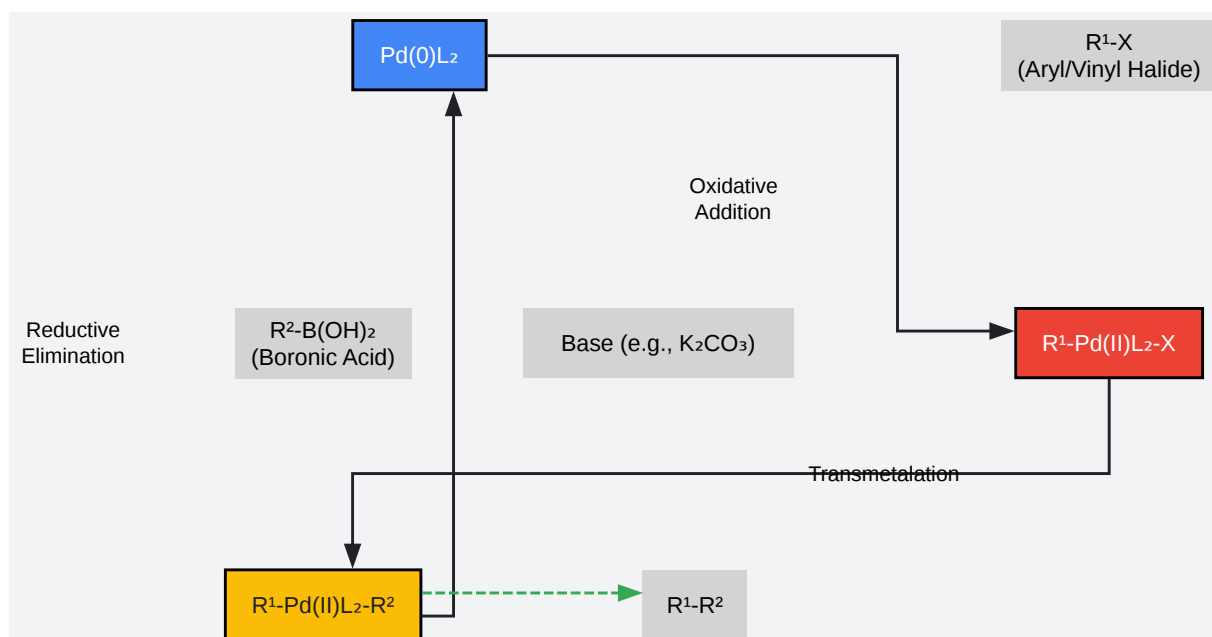 Pd(0)L₂
R¹-X
(Aryl/Vinyl Halide)
Oxidative
Addition
Reductive
Elimination
R²-B(OH)₂
(Boronic Acid)
Base (e.g., K₂CO₃)
R¹-Pd(II)L₂-X
Transmetalation
R¹-Pd(II)L₂-R²
R¹-R²